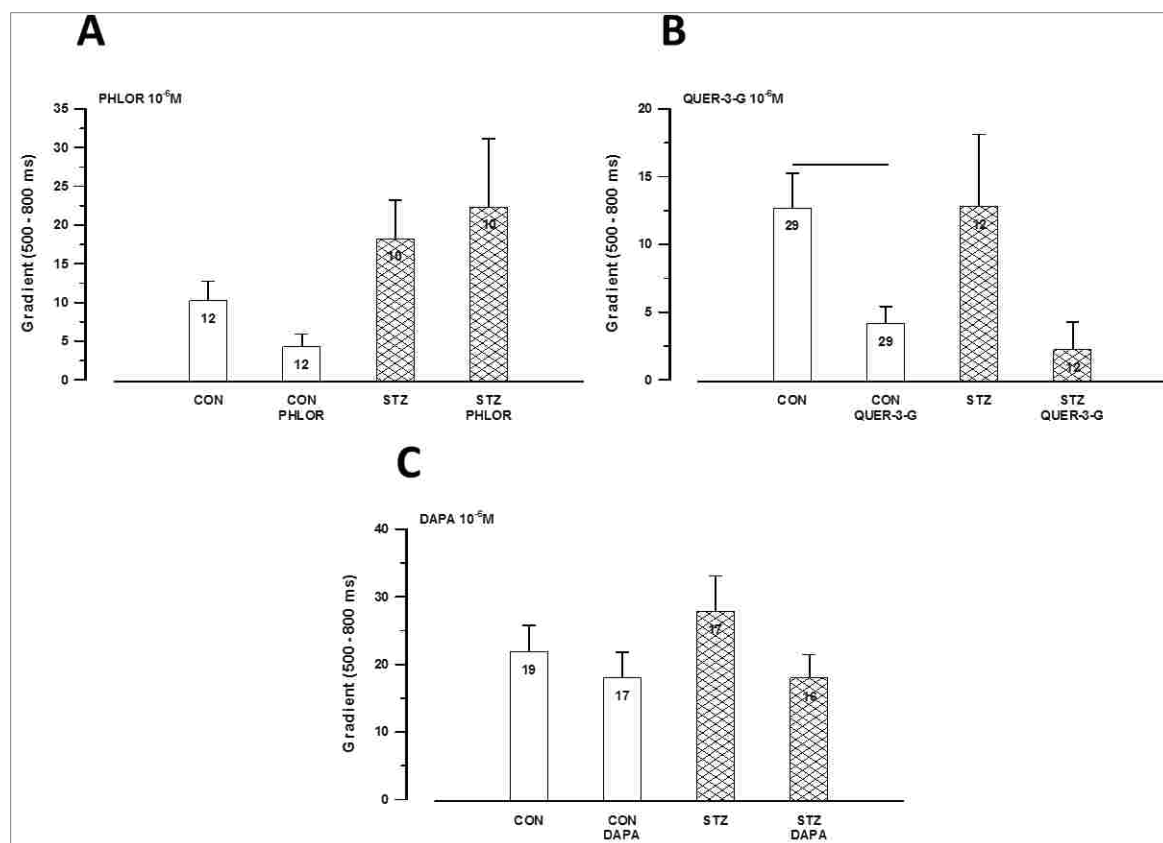 A
PHLOR 10⁻⁶M
Gradient (500 - 800 ms)
35
30
25
20
15
10
5
0
12
12
10
10
CON
CON
PHLOR
STZ
STZ
PHLOR
B
QUER-3-G 10⁻⁶M
Gradient (500 - 800 ms)
20
15
10
5
0
29
29
12
12
CON
CON
QUER-3-G
STZ
STZ
QUER-3-G
C
DAPA 10⁻⁶M
Gradient (500 - 800 ms)
40
30
20
10
0
19
17
17
16
CON
CON
DAPA
STZ
STZ
DAPA